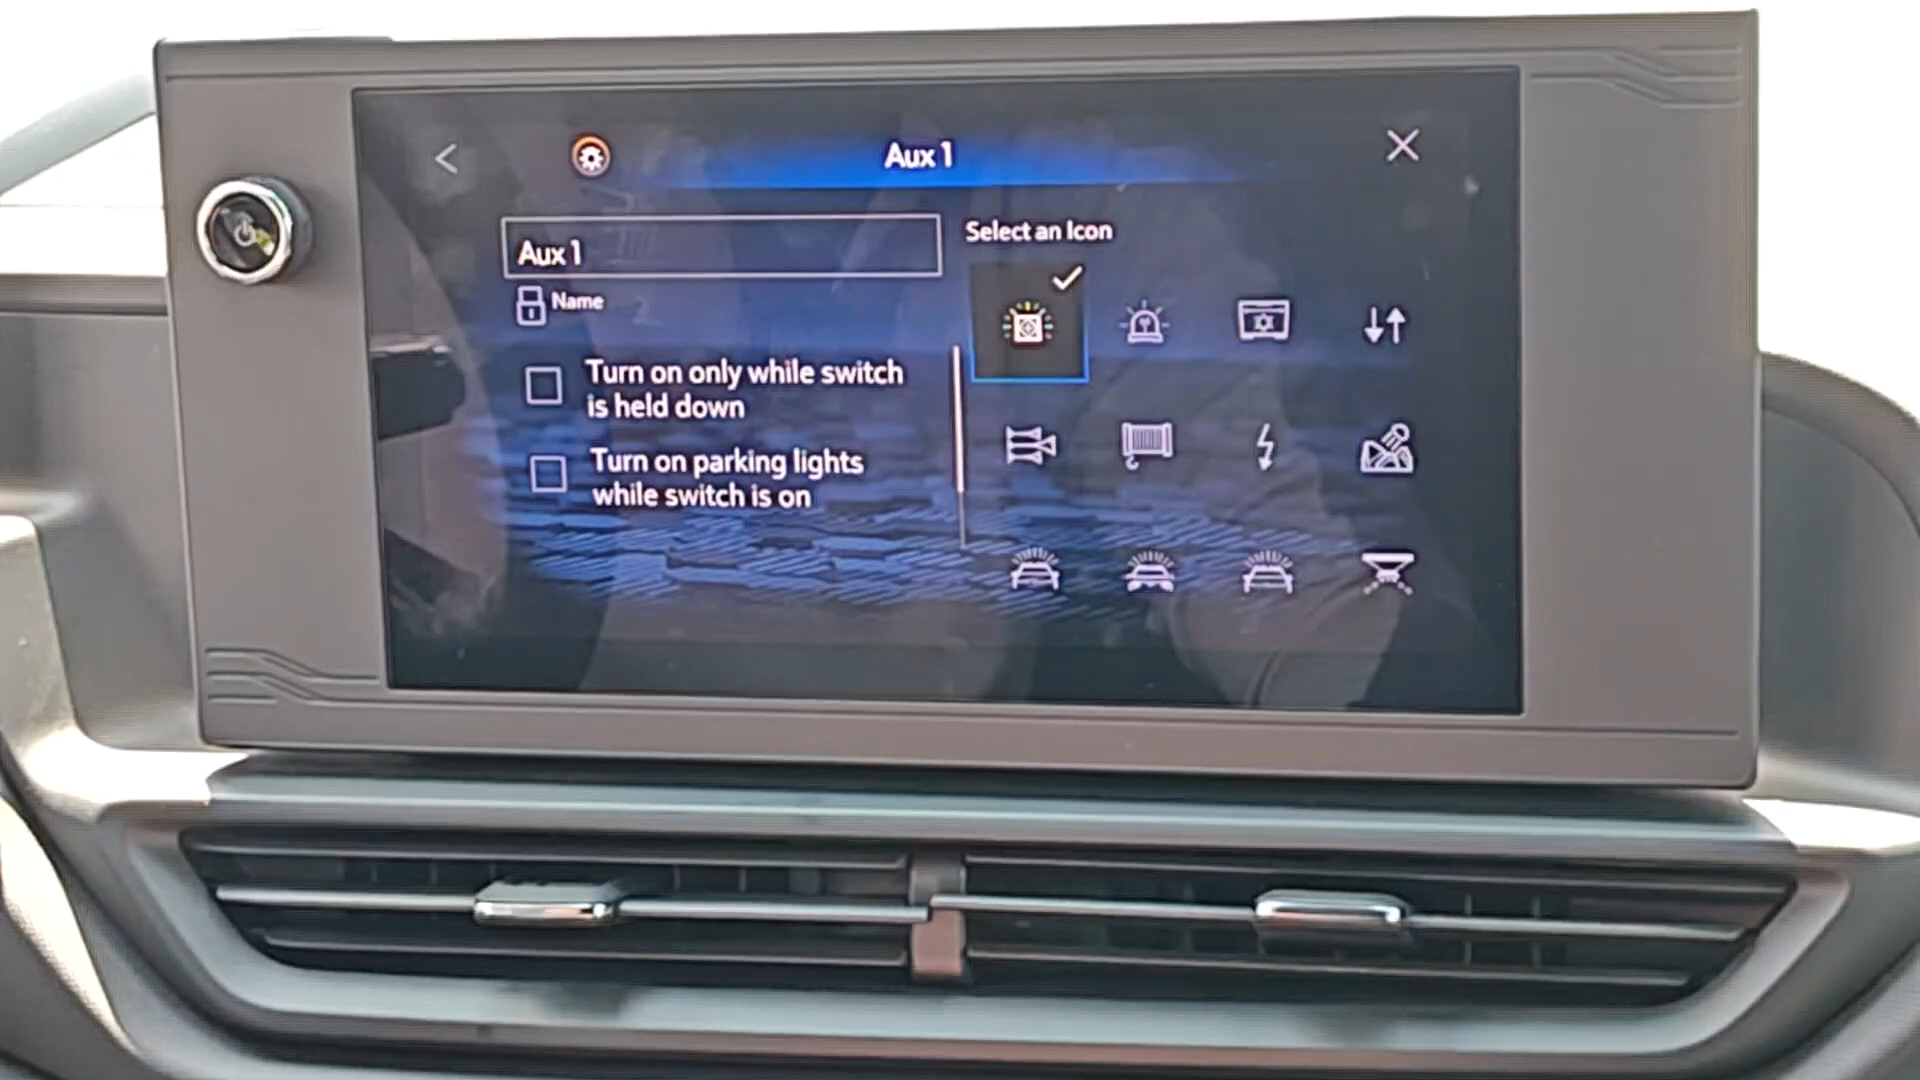 Aux 1
Aux 1
Name
Turn on only while switch
is held down
Turn on parking lights
while switch is on
Select an Icon